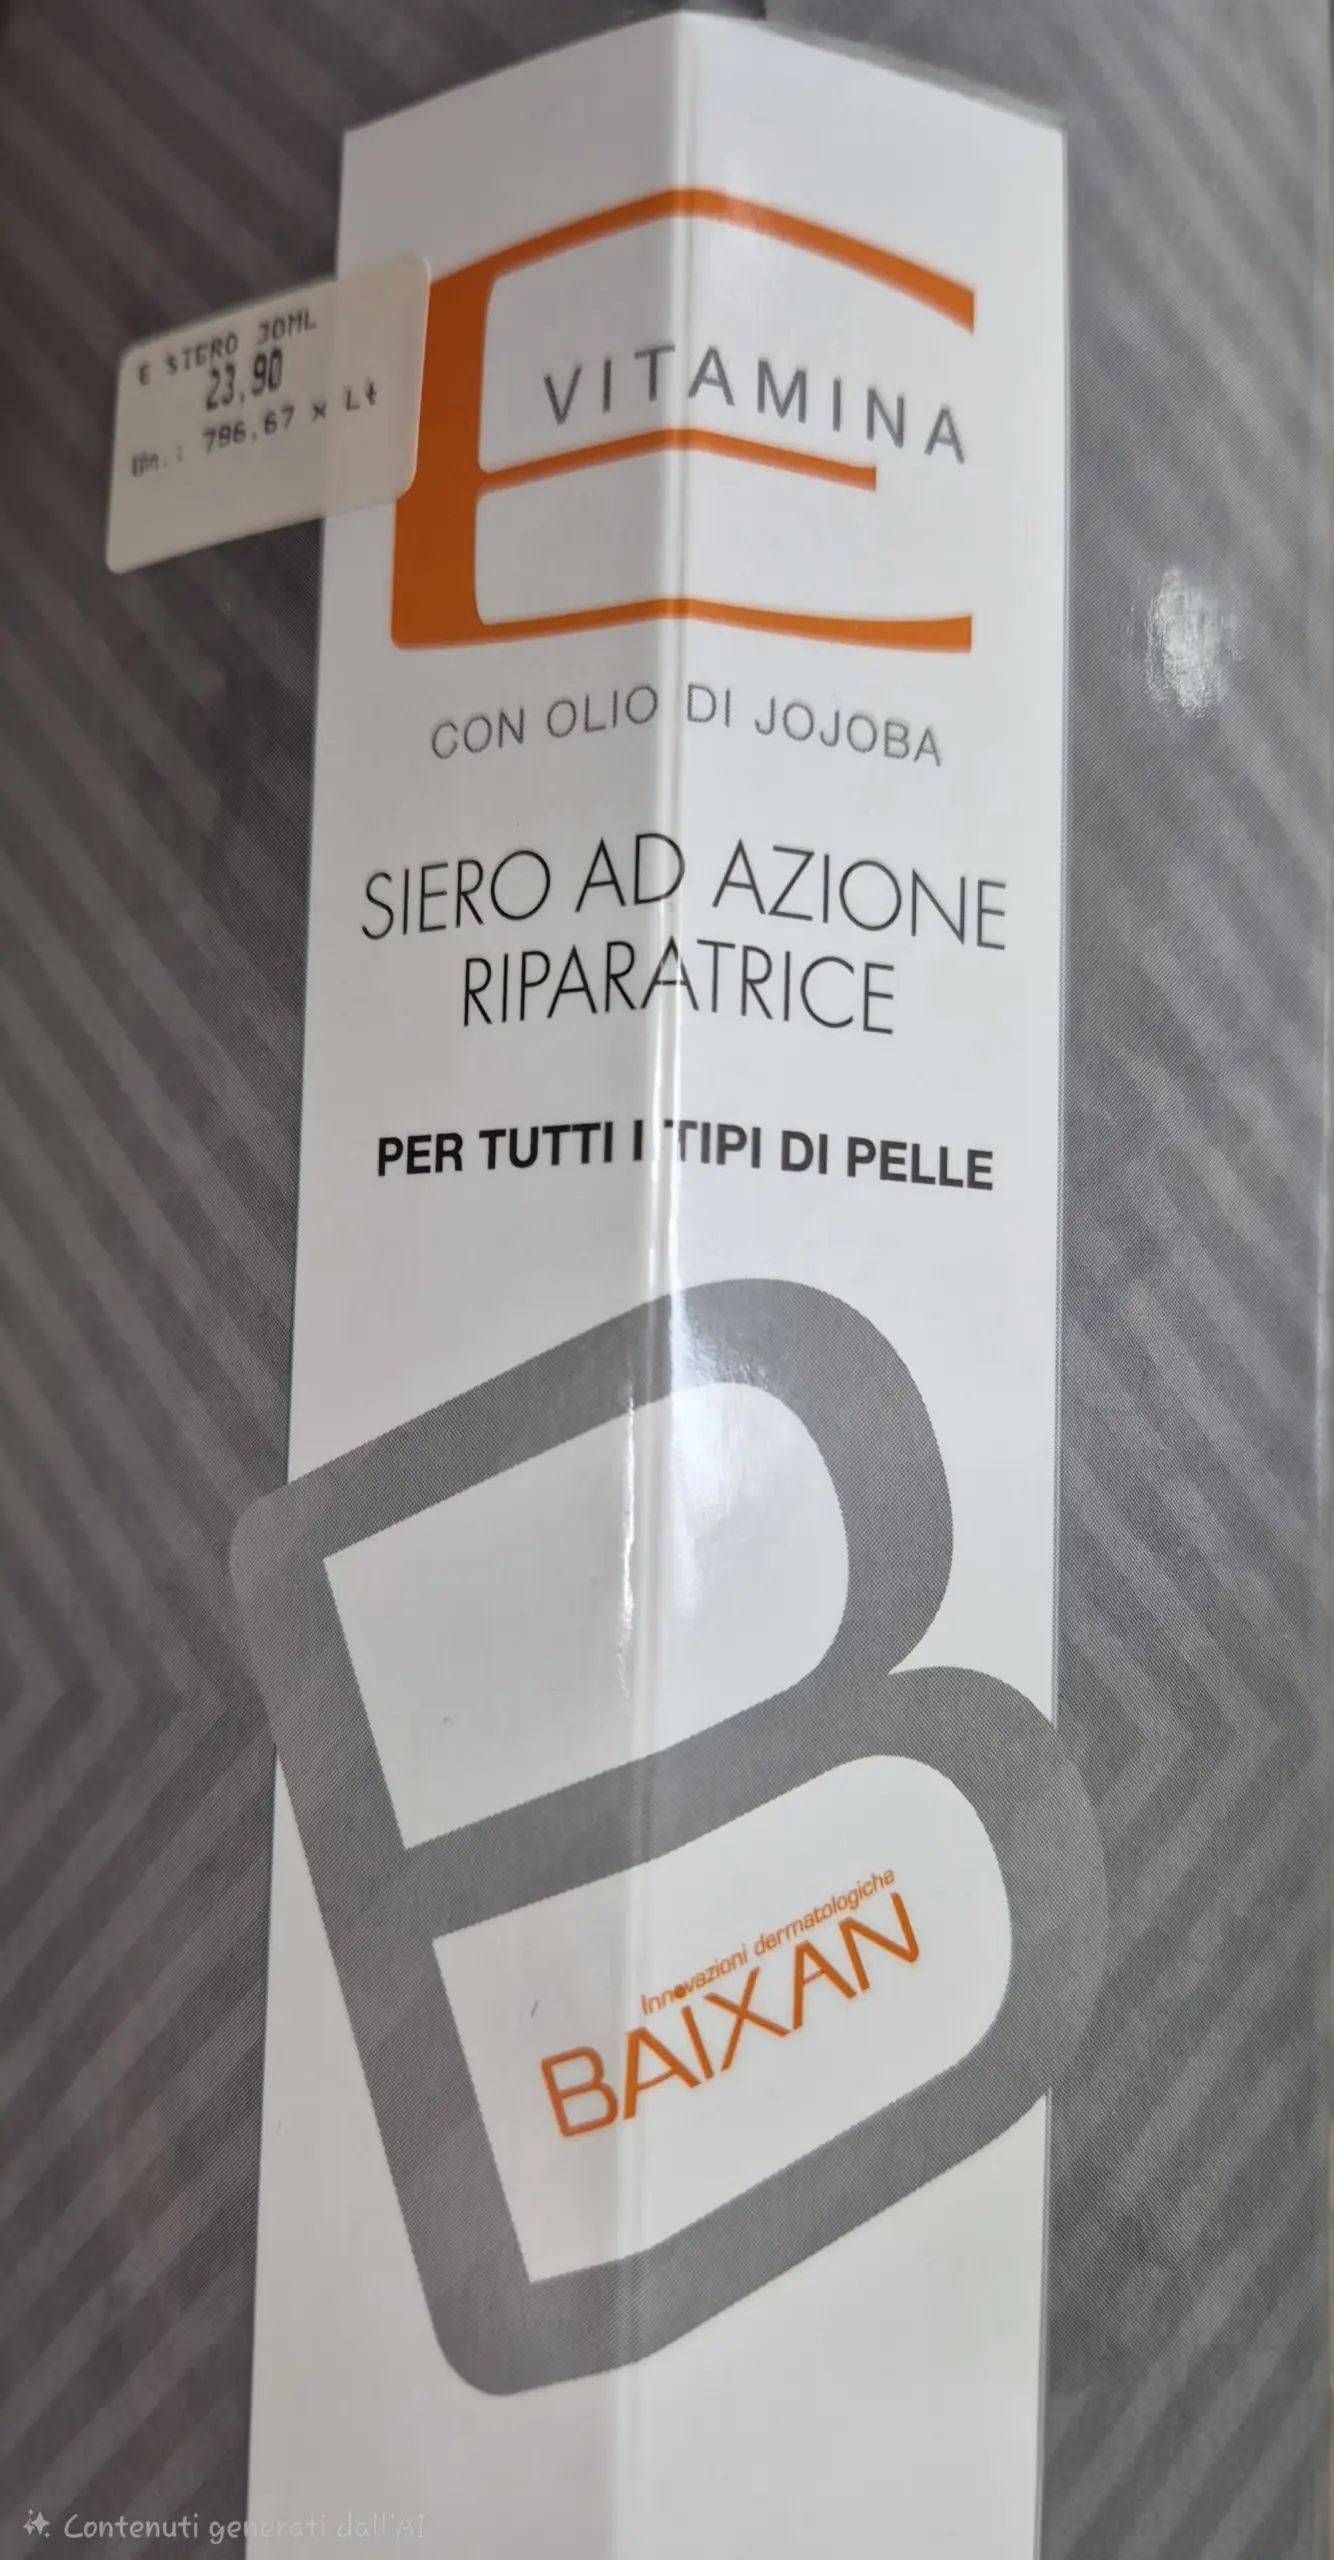 E SIERO 30ML
23,90
Un.: 796,67 x Lt
E
VITAMINA
CON OLIO DI JOJOBA
SIERO AD AZIONE
RIPARATRICE
PER TUTTI I TIPI DI PELLE
B
Innovazioni dermatologiche
BAIXAN
Contenuti generati dall'AI